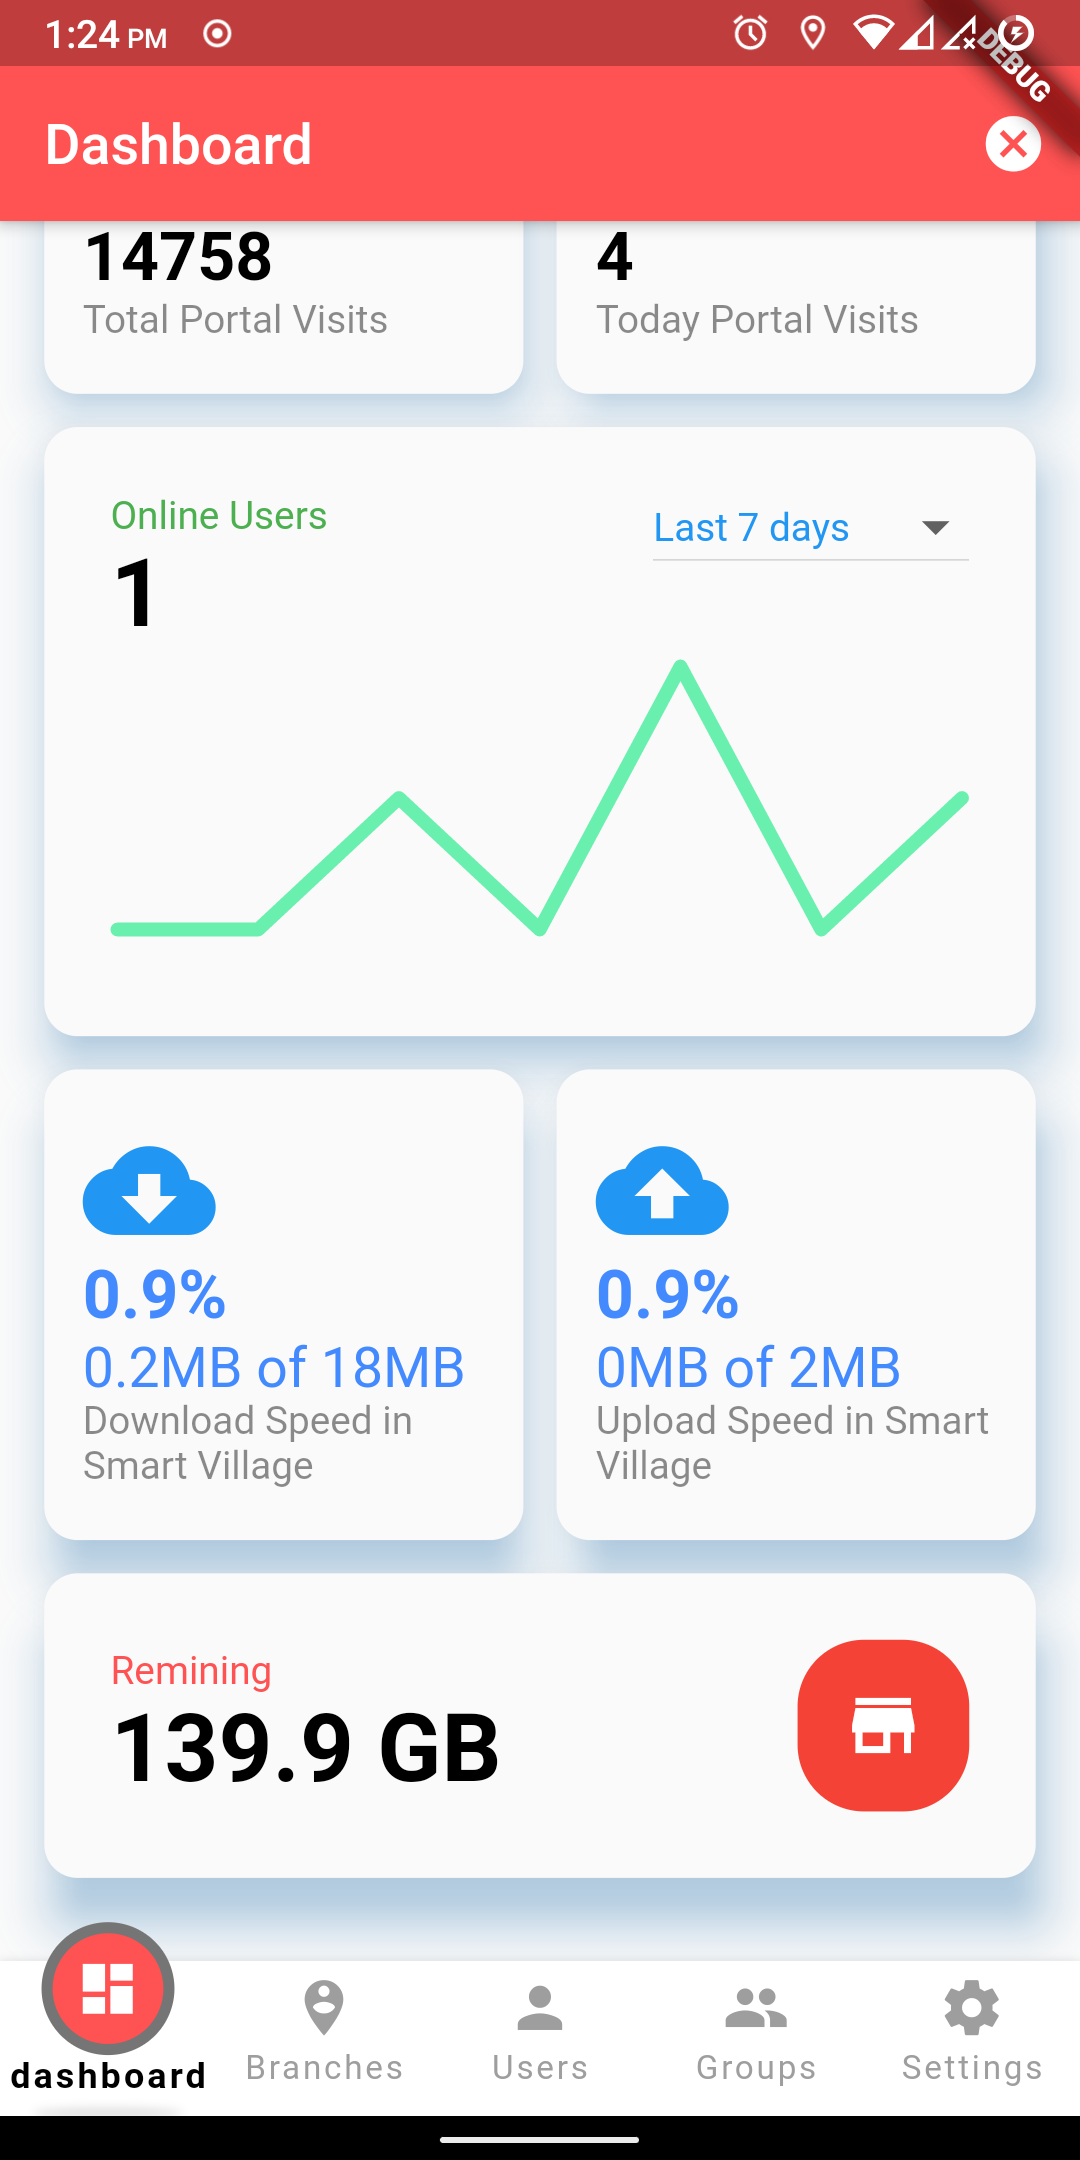 1:24 PM
DEBUG
Dashboard
14758
Total Portal Visits
4
Today Portal Visits
Online Users
1
Last 7 days
0.9%
0.2MB of 18MB
Download Speed in
Smart Village
0.9%
0MB of 2MB
Upload Speed in Smart
Village
Remining
139.9 GB
dashboard
Branches
Users
Groups
Settings